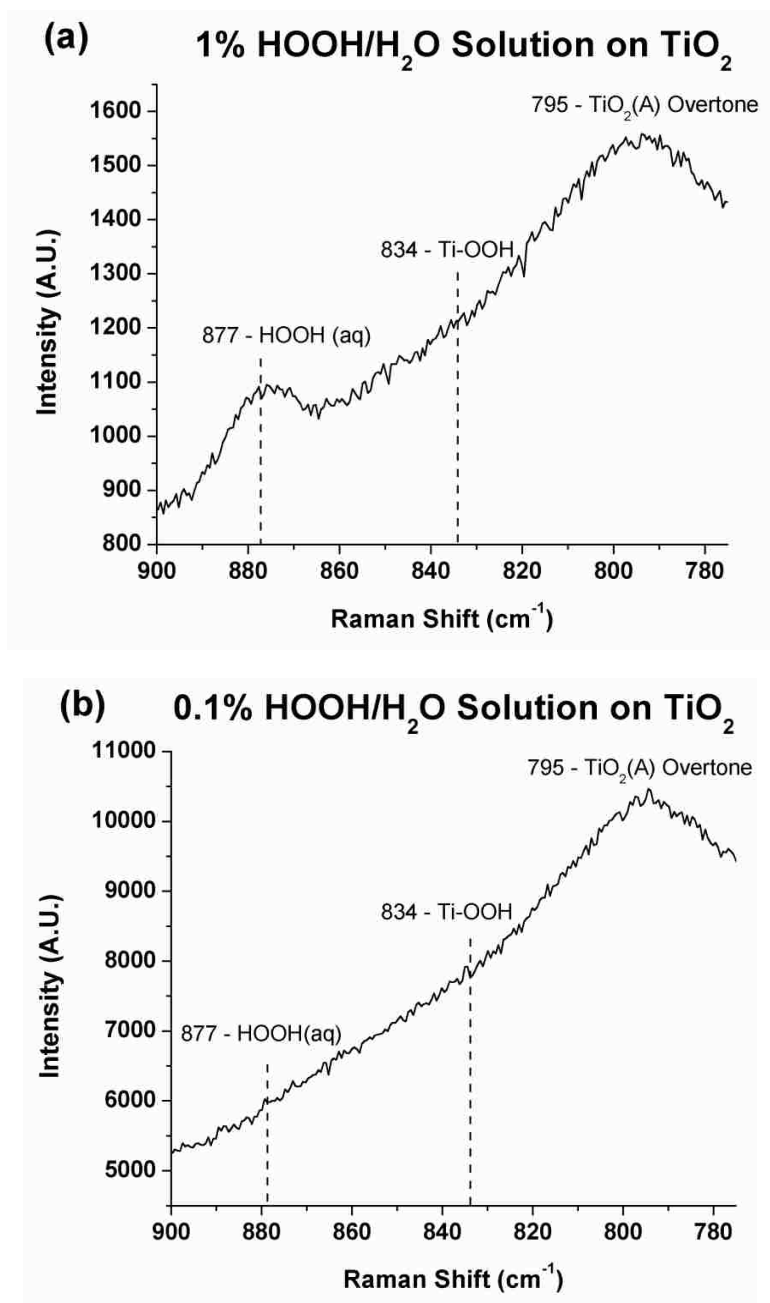 (a) 1% HOOH/H₂O Solution on TiO₂
795 - TiO₂(A) Overtone
834 - Ti-OOH
877 - HOOH (aq)
Intensity (A.U.)
1600
1500
1400
1300
1200
1100
1000
900
800
900 880 860 840 820 800 780
Raman Shift (cm⁻¹)
(b) 0.1% HOOH/H₂O Solution on TiO₂
795 - TiO₂(A) Overtone
834 - Ti-OOH
877 - HOOH(aq)
Intensity (A.U.)
11000
10000
9000
8000
7000
6000
5000
900 880 860 840 820 800 780
Raman Shift (cm⁻¹)